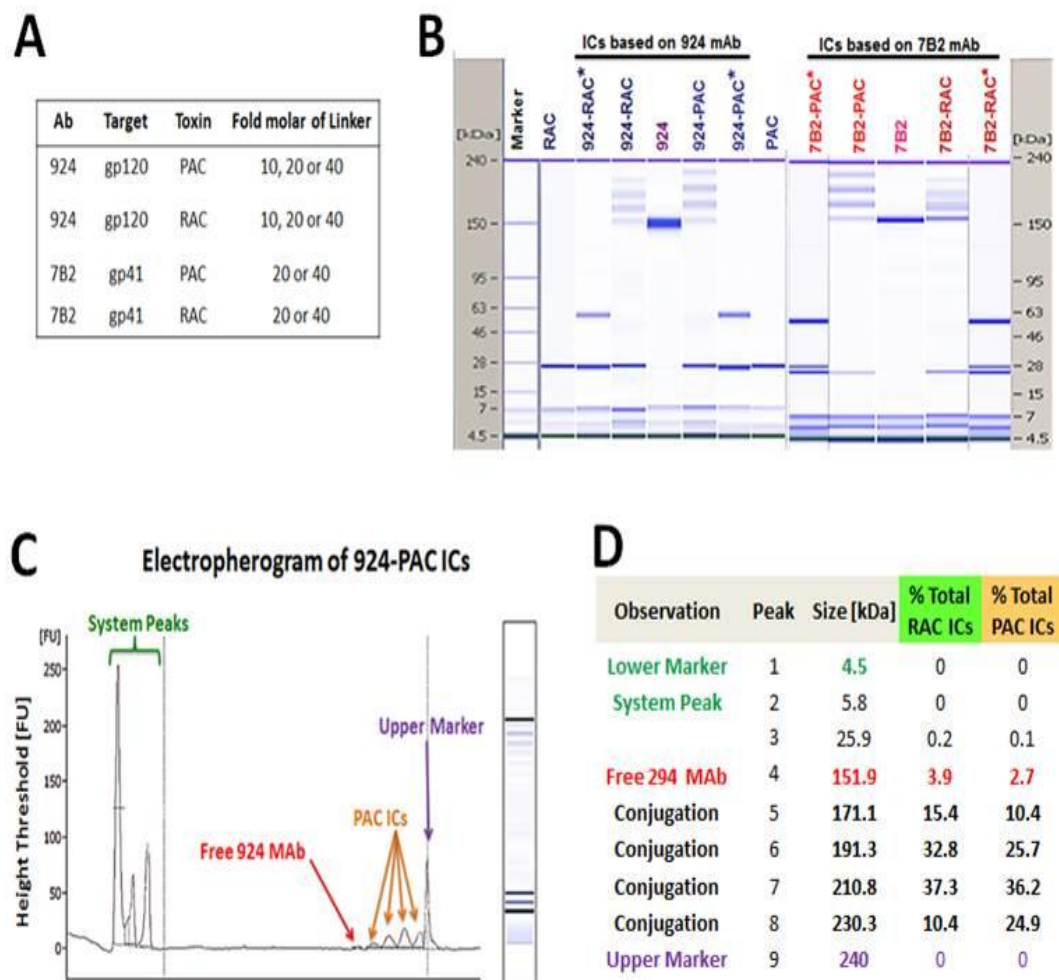 A
Ab Target Toxin Fold molar of Linker
924 gp120 PAC 10, 20 or 40
924 gp120 RAC 10, 20 or 40
7B2 gp41 PAC 20 or 40
7B2 gp41 RAC 20 or 40
B
ICs based on 924 mAb
ICs based on 7B2 mAb
[kDa] Marker RAC 924-RAC* 924-RAC 924 924-PAC 924-PAC* PAC 7B2-PAC* 7B2-PAC 7B2 7B2-RAC 7B2-RAC* [kDa]
240 240
150 150
95 95
63 63
46 46
28 28
15 15
7 7
4.5 4.5
C
Electropherogram of 924-PAC ICs
[FU]
System Peaks
250
200
Upper Marker
150
100
PAC ICs
Free 924 MAb
50
0
Height Threshold [FU]
D
Observation Peak Size [kDa] % Total RAC ICs % Total PAC ICs
Lower Marker 1 4.5 0 0
System Peak 2 5.8 0 0
3 25.9 0.2 0.1
Free 294 MAb 4 151.9 3.9 2.7
Conjugation 5 171.1 15.4 10.4
Conjugation 6 191.3 32.8 25.7
Conjugation 7 210.8 37.3 36.2
Conjugation 8 230.3 10.4 24.9
Upper Marker 9 240 0 0